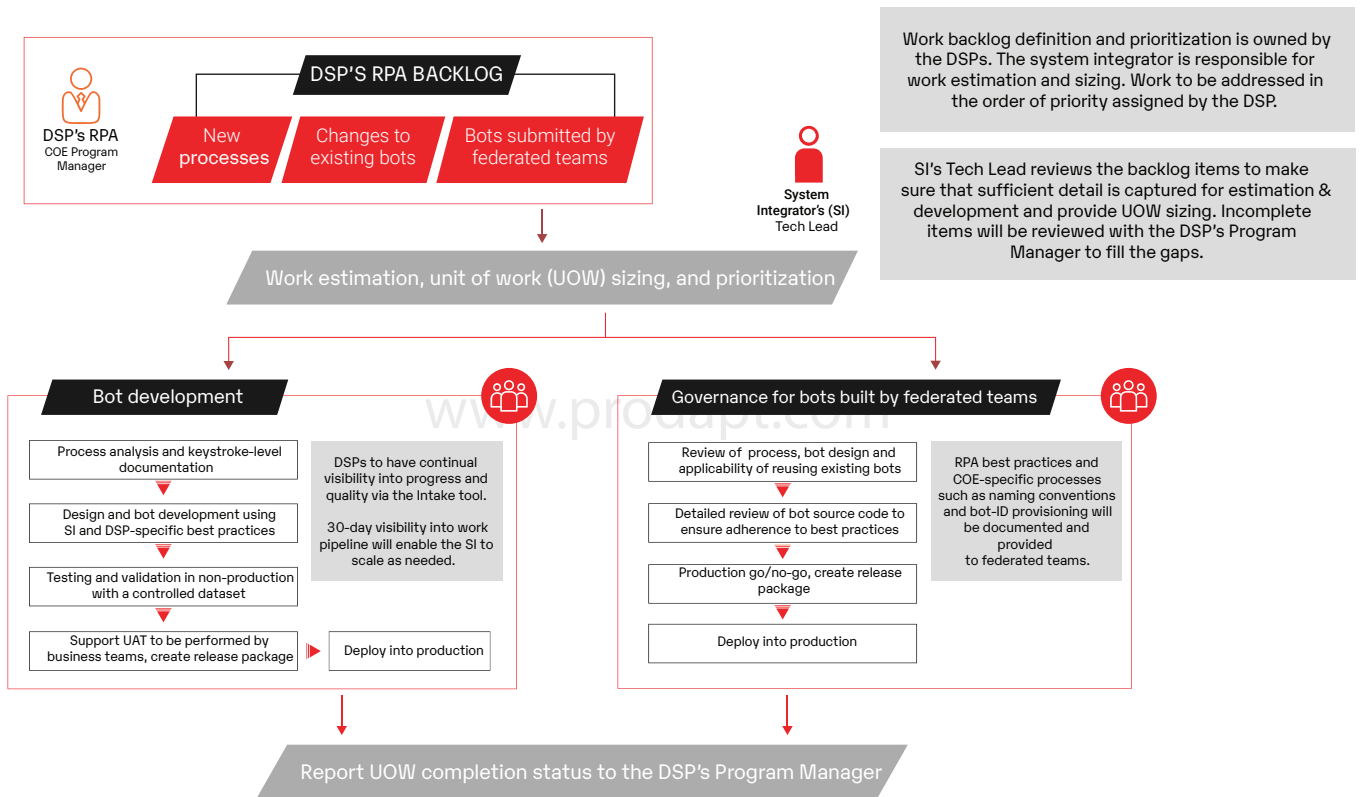 DSP'S RPA BACKLOG
DSP's RPA
COE Program
Manager
New
processes
Changes to
existing bots
Bots submitted by
federated teams
System
Integrator's (SI)
Tech Lead
Work backlog definition and prioritization is owned by
the DSPs. The system integrator is responsible for
work estimation and sizing. Work to be addressed in
the order of priority assigned by the DSP.
SI's Tech Lead reviews the backlog items to make
sure that sufficient detail is captured for estimation &
development and provide UOW sizing. Incomplete
items will be reviewed with the DSP's Program
Manager to fill the gaps.
Work estimation, unit of work (UOW) sizing, and prioritization
Bot development
Process analysis and keystroke-level
documentation
Design and bot development using
SI and DSP-specific best practices
Testing and validation in non-production
with a controlled dataset
Support UAT to be performed by
business teams, create release package
Deploy into production
DSPs to have continual
visibility into progress and
quality via the Intake tool.
30-day visibility into work
pipeline will enable the SI to
scale as needed.
www.prodapt.com
Governance for bots built by federated teams
Review of process, bot design and
applicability of reusing existing bots
Detailed review of bot source code to
ensure adherence to best practices
Production go/no-go, create release
package
Deploy into production
RPA best practices and
COE-specific processes
such as naming conventions
and bot-ID provisioning will
be documented and
provided
to federated teams.
Report UOW completion status to the DSP's Program Manager